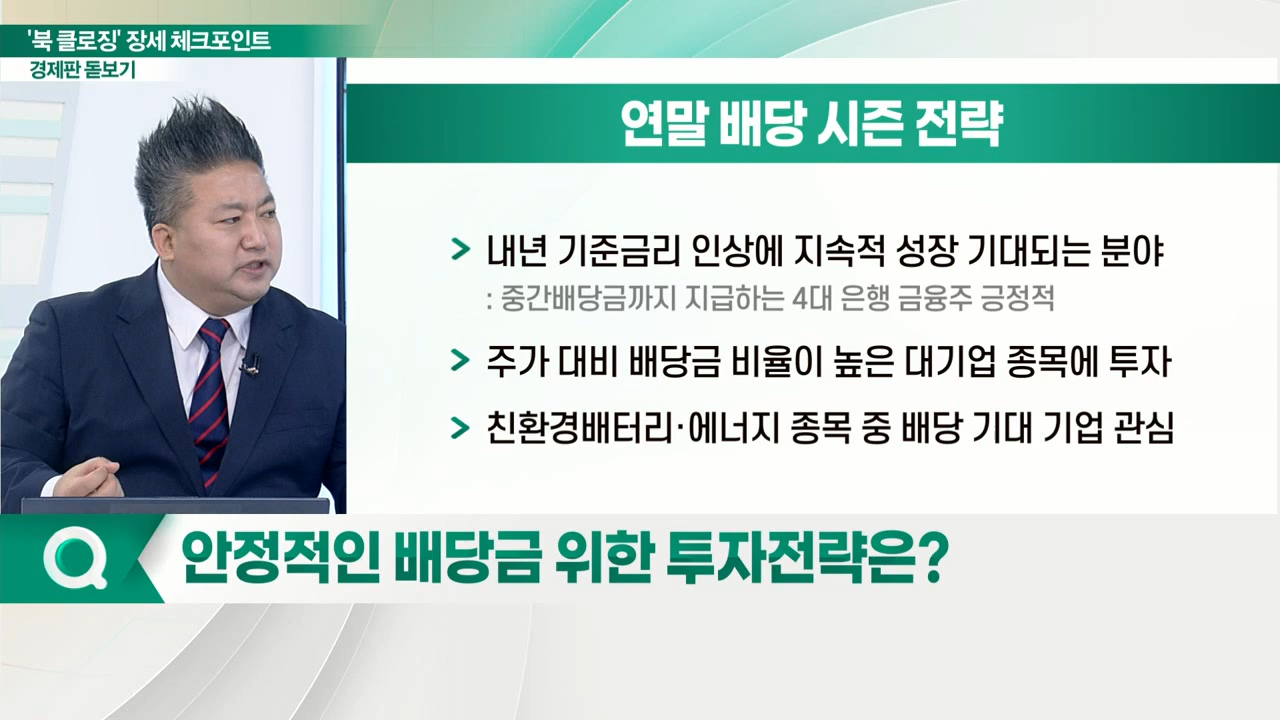 '북 클로징' 장세 체크포인트
경제판 돋보기
연말 배당 시즌 전략
> 내년 기준금리 인상에 지속적 성장 기대되는 분야
: 중간배당금까지 지급하는 4대 은행 금융주 긍정적
> 주가 대비 배당금 비율이 높은 대기업 종목에 투자
> 친환경배터리·에너지 종목 중 배당 기대 기업 관심
Q 안정적인 배당금 위한 투자전략은?